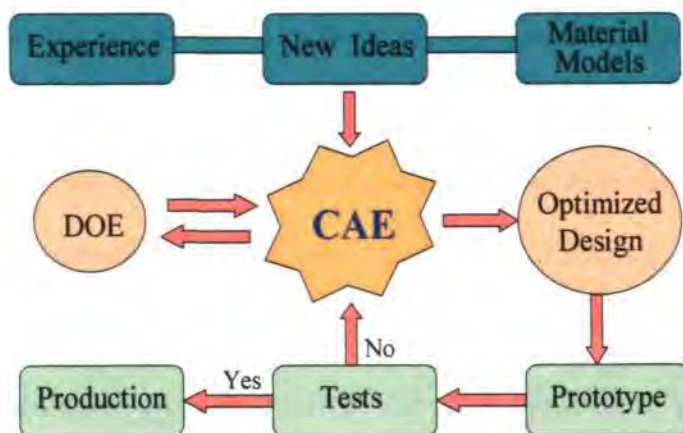 Experience
New Ideas
Material
Models
DOE
CAE
Optimized
Design
No
Production
Yes
Tests
Prototype